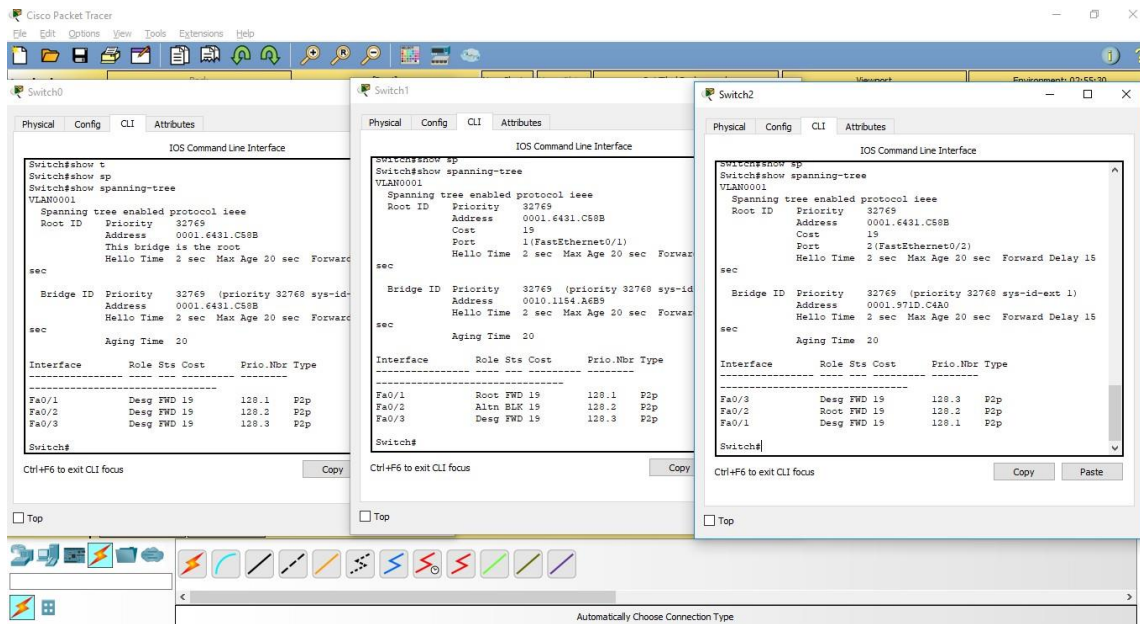 Cisco Packet Tracer
File Edit Options View Tools Extensions Help
Viewport
Environment: 02:55:30
Switch0
Physical Config CLI Attributes
IOS Command Line Interface
Switch#show t
Switch#show sp
Switch#show spanning-tree
VLAN0001
Spanning tree enabled protocol ieee
Root ID Priority 32769
Address 0001.6431.C58B
This bridge is the root
Hello Time 2 sec Max Age 20 sec Forward
sec
Bridge ID Priority 32769 (priority 32768 sys-id-
Address 0001.6431.C58B
Hello Time 2 sec Max Age 20 sec Forward
sec
Aging Time 20
Interface Role Sts Cost Prio.Nbr Type
---------------- ---- --- --------- -------- --------------------------------
Fa0/1 Desg FWD 19 128.1 P2p
Fa0/2 Desg FWD 19 128.2 P2p
Fa0/3 Desg FWD 19 128.3 P2p
Switch#
Ctrl+F6 to exit CLI focus
Copy
Top
Switch1
Physical Config CLI Attributes
IOS Command Line Interface
Switch#show sp
Switch#show spanning-tree
VLAN0001
Spanning tree enabled protocol ieee
Root ID Priority 32769
Address 0001.6431.C58B
Cost 19
Port 1(FastEthernet0/1)
Hello Time 2 sec Max Age 20 sec Forwar
sec
Bridge ID Priority 32769 (priority 32768 sys-id
Address 0010.1154.A6B9
Hello Time 2 sec Max Age 20 sec Forwar
sec
Aging Time 20
Interface Role Sts Cost Prio.Nbr Type
---------------- ---- --- --------- -------- --------------------------------
Fa0/1 Root FWD 19 128.1 P2p
Fa0/2 Altn BLK 19 128.2 P2p
Fa0/3 Desg FWD 19 128.3 P2p
Switch#
Ctrl+F6 to exit CLI focus
Copy
Top
Switch2
Physical Config CLI Attributes
IOS Command Line Interface
Switch#show sp
Switch#show spanning-tree
VLAN0001
Spanning tree enabled protocol ieee
Root ID Priority 32769
Address 0001.6431.C58B
Cost 19
Port 2(FastEthernet0/2)
Hello Time 2 sec Max Age 20 sec Forward Delay 15
sec
Bridge ID Priority 32769 (priority 32768 sys-id-ext 1)
Address 0001.971D.C4A0
Hello Time 2 sec Max Age 20 sec Forward Delay 15
sec
Aging Time 20
Interface Role Sts Cost Prio.Nbr Type
---------------- ---- --- --------- -------- --------------------------------
Fa0/3 Desg FWD 19 128.3 P2p
Fa0/2 Root FWD 19 128.2 P2p
Fa0/1 Desg FWD 19 128.1 P2p
Switch#
Ctrl+F6 to exit CLI focus
Copy Paste
Top
Automatically Choose Connection Type